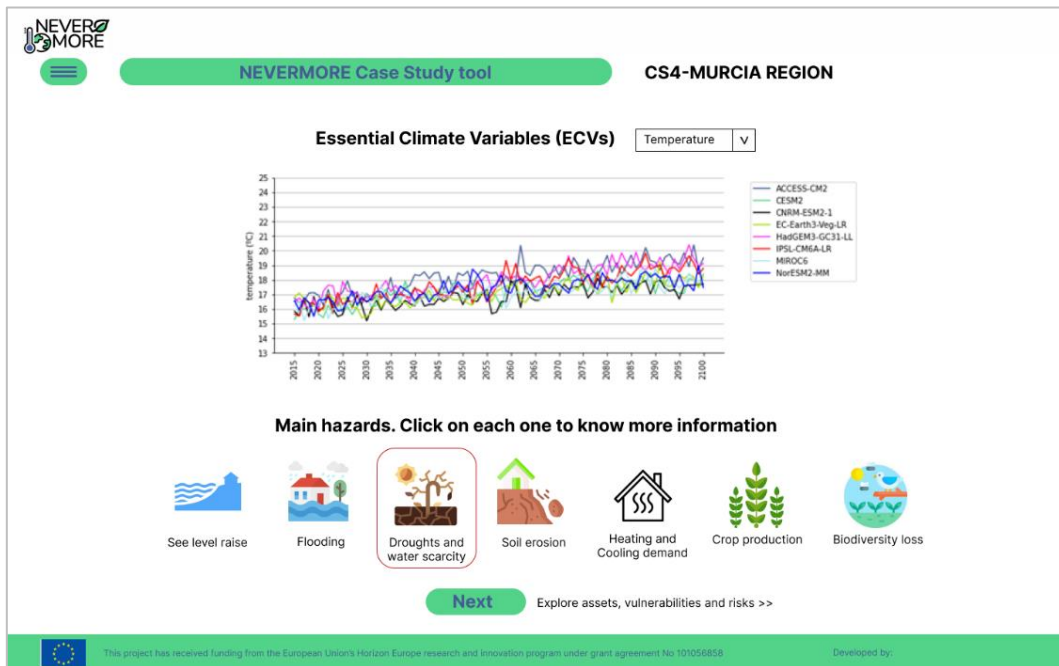 NEVER
MORE
NEVERMORE Case Study tool
CS4-MURCIA REGION
Essential Climate Variables (ECVs)
Temperature
V
25
24
23
22
21
20
19
18
17
16
15
14
13
temperature (ºC)
2015
2020
2025
2030
2035
2040
2045
2050
2055
2060
2065
2070
2075
2080
2085
2090
2095
2100
ACCESS-CM2
CESM2
CNRM-ESM2-1
EC-Earth3-Veg-LR
HadGEM3-GC31-LL
IPSL-CM6A-LR
MIROC6
NorESM2-MM
Main hazards. Click on each one to know more information
See level raise
Flooding
Droughts and
water scarcity
Soil erosion
Heating and
Cooling demand
Crop production
Biodiversity loss
Next
Explore assets, vulnerabilities and risks >>
This project has received funding from the European Union's Horizon Europe research and innovation program under grant agreement No 101056858
Developed by: